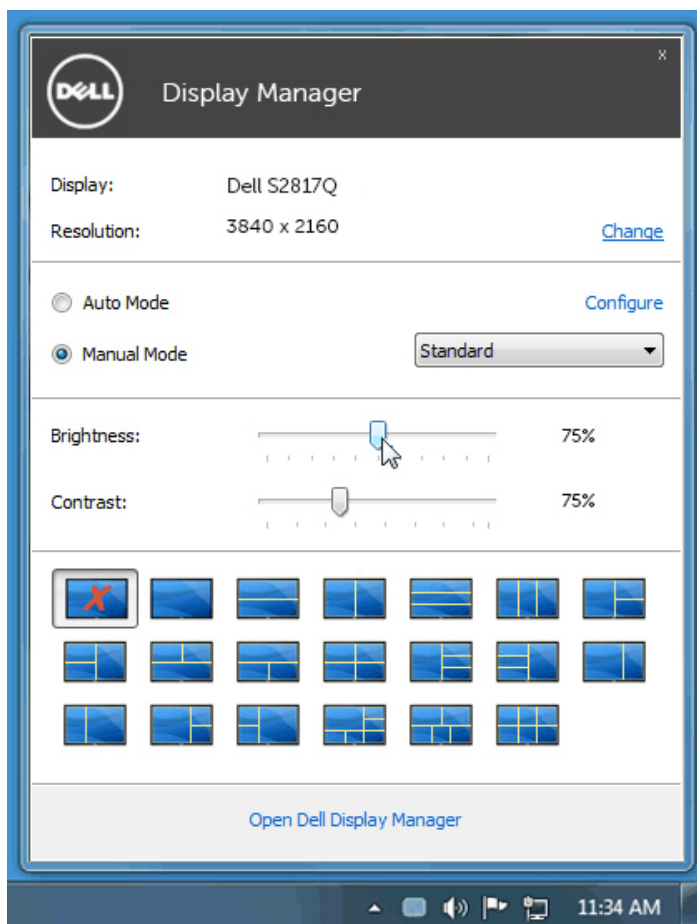 x
DELL Display Manager
Display: Dell S2817Q
Resolution: 3840 x 2160 Change
Auto Mode Configure
Manual Mode Standard
Brightness: 75%
Contrast: 75%
X
Open Dell Display Manager
11:34 AM